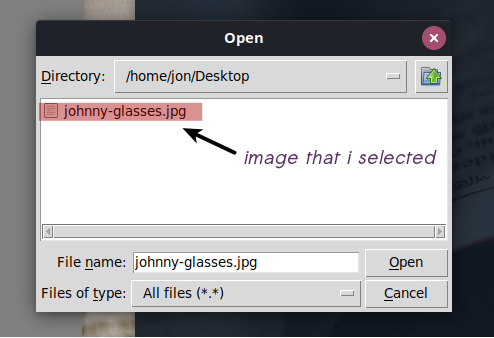 Open
Directory: /home/jon/Desktop
johnny-glasses.jpg
image that i selected
File name: johnny-glasses.jpg Open
Files of type: All files (*.*) Cancel